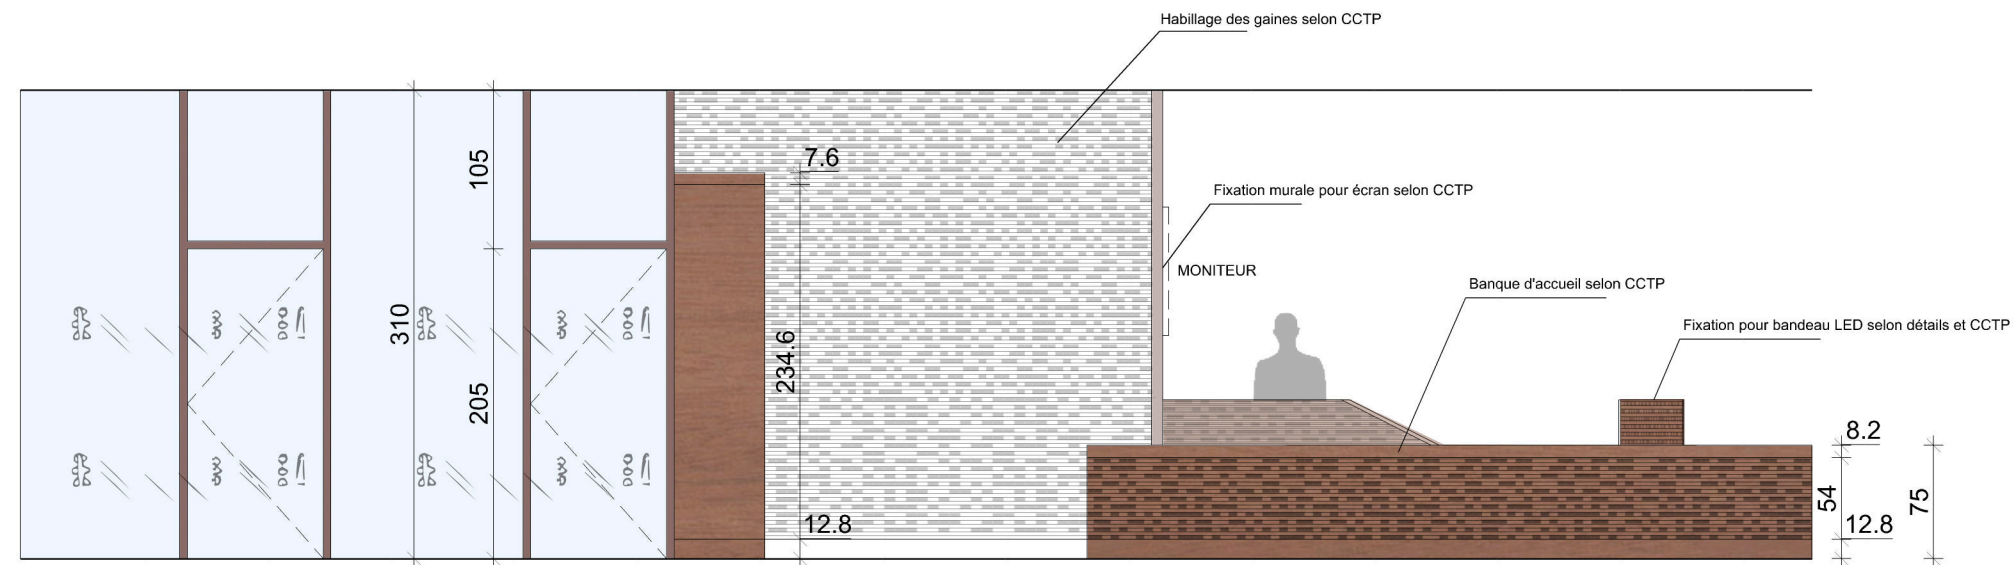 Habillage des gaines selon CCTP
105
7.6
Fixation murale pour écran selon CCTP
MONITEUR
Banque d'accueil selon CCTP
310
Fixation pour bandeau LED selon détails et CCTP
234.6
205
8.2
54
75
12.8
12.8